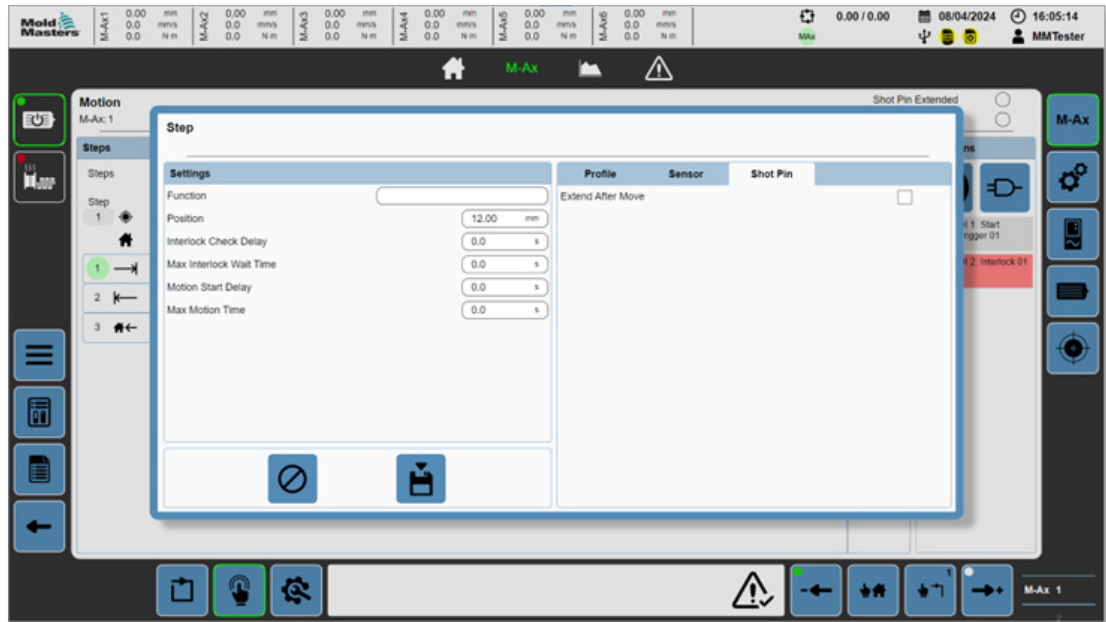 Mold
Masters
M-Ax1 0.00 mm
0.0 mm/s
0.0 N·m
M-Ax2 0.00 mm
0.0 mm/s
0.0 N·m
M-Ax3 0.00 mm
0.0 mm/s
0.0 N·m
M-Ax4 0.00 mm
0.0 mm/s
0.0 N·m
M-Ax5 0.00 mm
0.0 mm/s
0.0 N·m
M-Ax6 0.00 mm
0.0 mm/s
0.0 N·m
MAx
0.00 / 0.00
08/04/2024 16:05:14
MMTester
M-Ax
Motion
M-Ax: 1
Shot Pin Extended
Steps
Steps
Step
1
1
2
3
Step
Settings
Function
Position 12.00 mm
Interlock Check Delay 0.0 s
Max Interlock Wait Time 0.0 s
Motion Start Delay 0.0 s
Max Motion Time 0.0 s
Profile Sensor Shot Pin
Extend After Move
ns
1: Start
rigger 01
2: Interlock 01
M-Ax
1
M-Ax 1
2